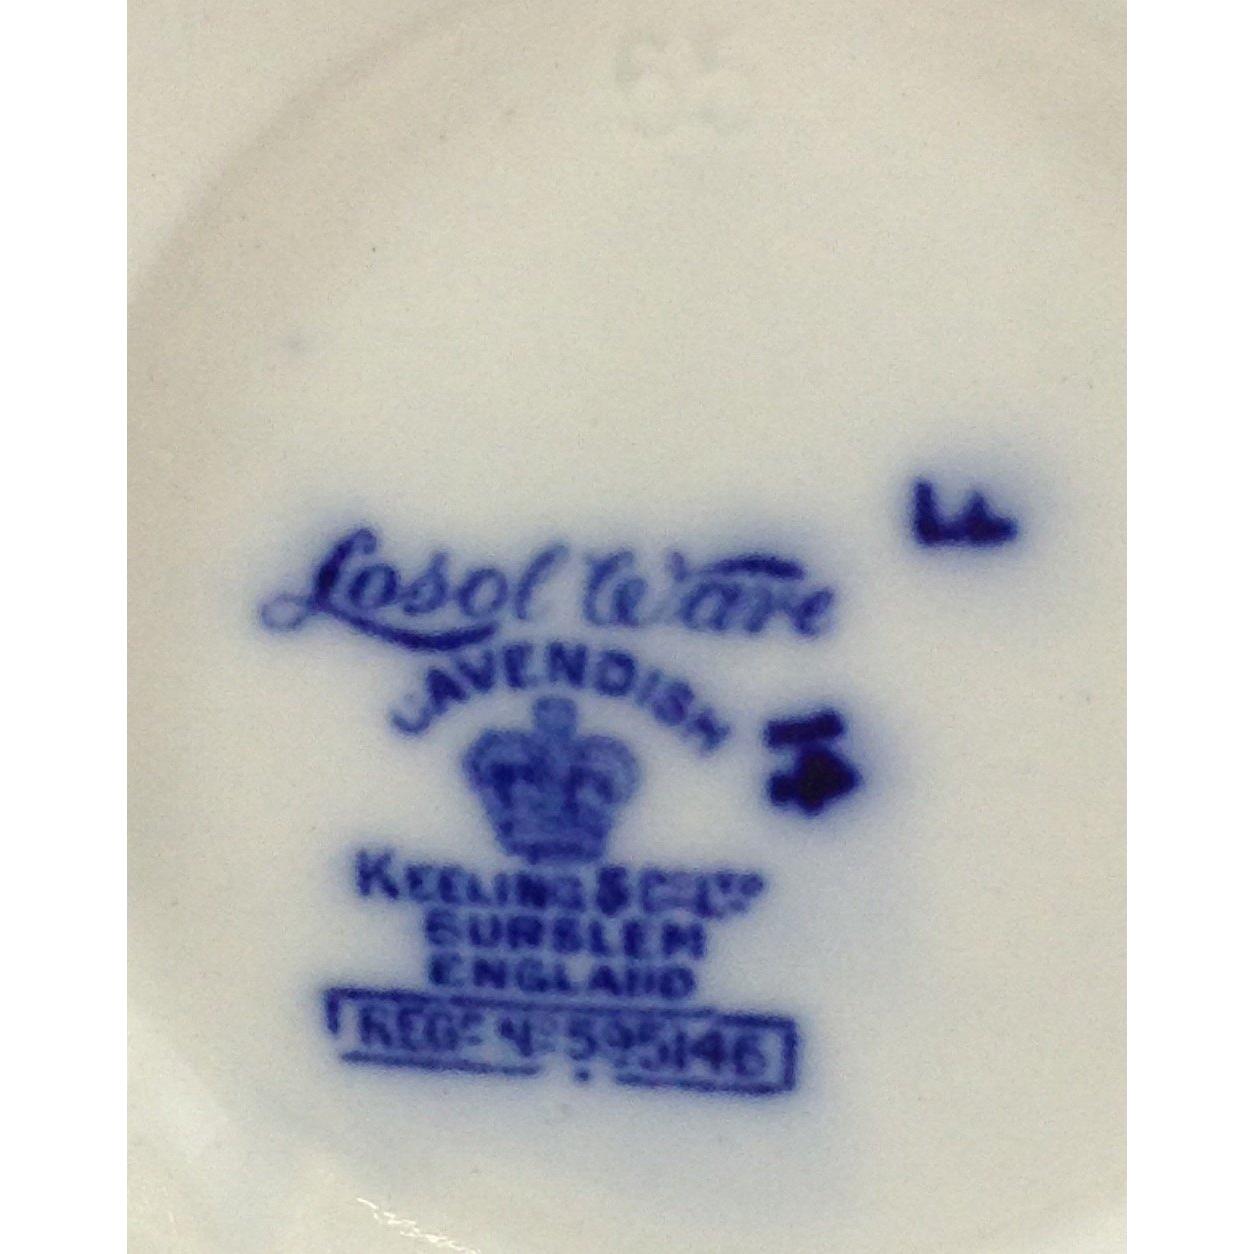 Losol Ware
CAVENDISH
KEELING & CO LTD
BURSLEM
ENGLAND
REGD No 595146
F